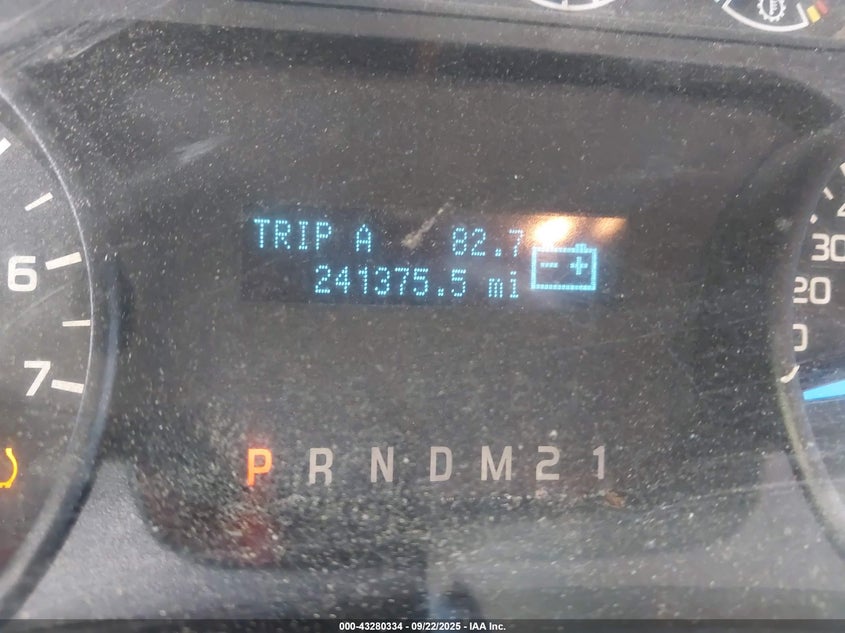 TRIP A 82.7
241375.5 mi
6
7
30
20
P R N D M 2 1
000-43280334 - 09/22/2025 - IAA Inc.